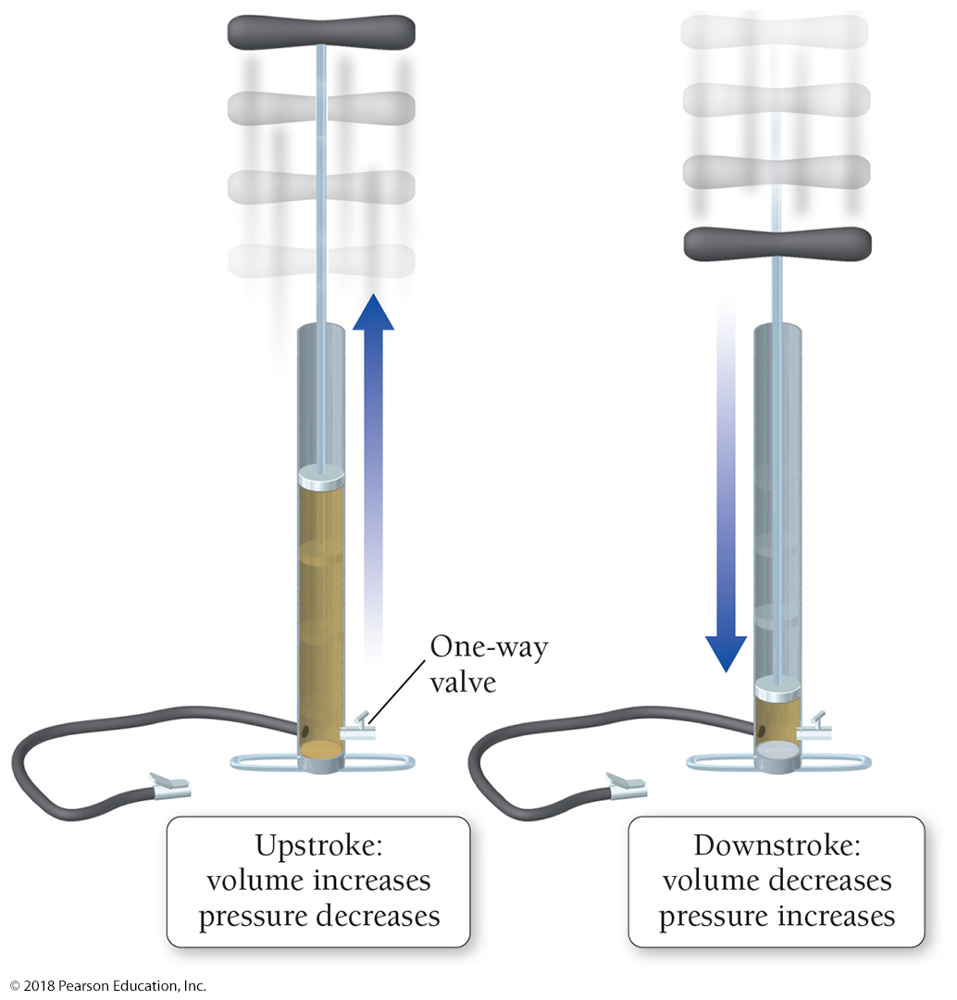 One-way
valve
Upstroke:
volume increases
pressure decreases
Downstroke:
volume decreases
pressure increases
© 2018 Pearson Education, Inc.